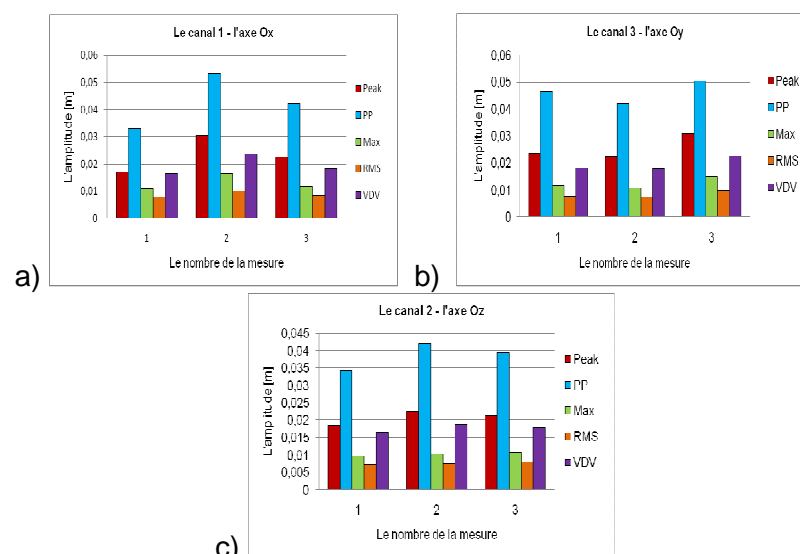 Le canal 1 - l'axe Ox
0,06
0,05
0,04
0,03
0,02
0,01
0
L'amplitude [m]
1 2 3
Le nombre de la mesure
Peak
PP
Max
RMS
VDV
a)
Le canal 3 - l'axe Oy
0,06
0,05
0,04
0,03
0,02
0,01
0
L'amplitude [m]
1 2 3
Le nombre de la mesure
Peak
PP
Max
RMS
VDV
b)
Le canal 2 - l'axe Oz
0,045
0,04
0,035
0,03
0,025
0,02
0,015
0,01
0,005
0
L'amplitude [m]
1 2 3
Le nombre de la mesure
Peak
PP
Max
RMS
VDV
c)